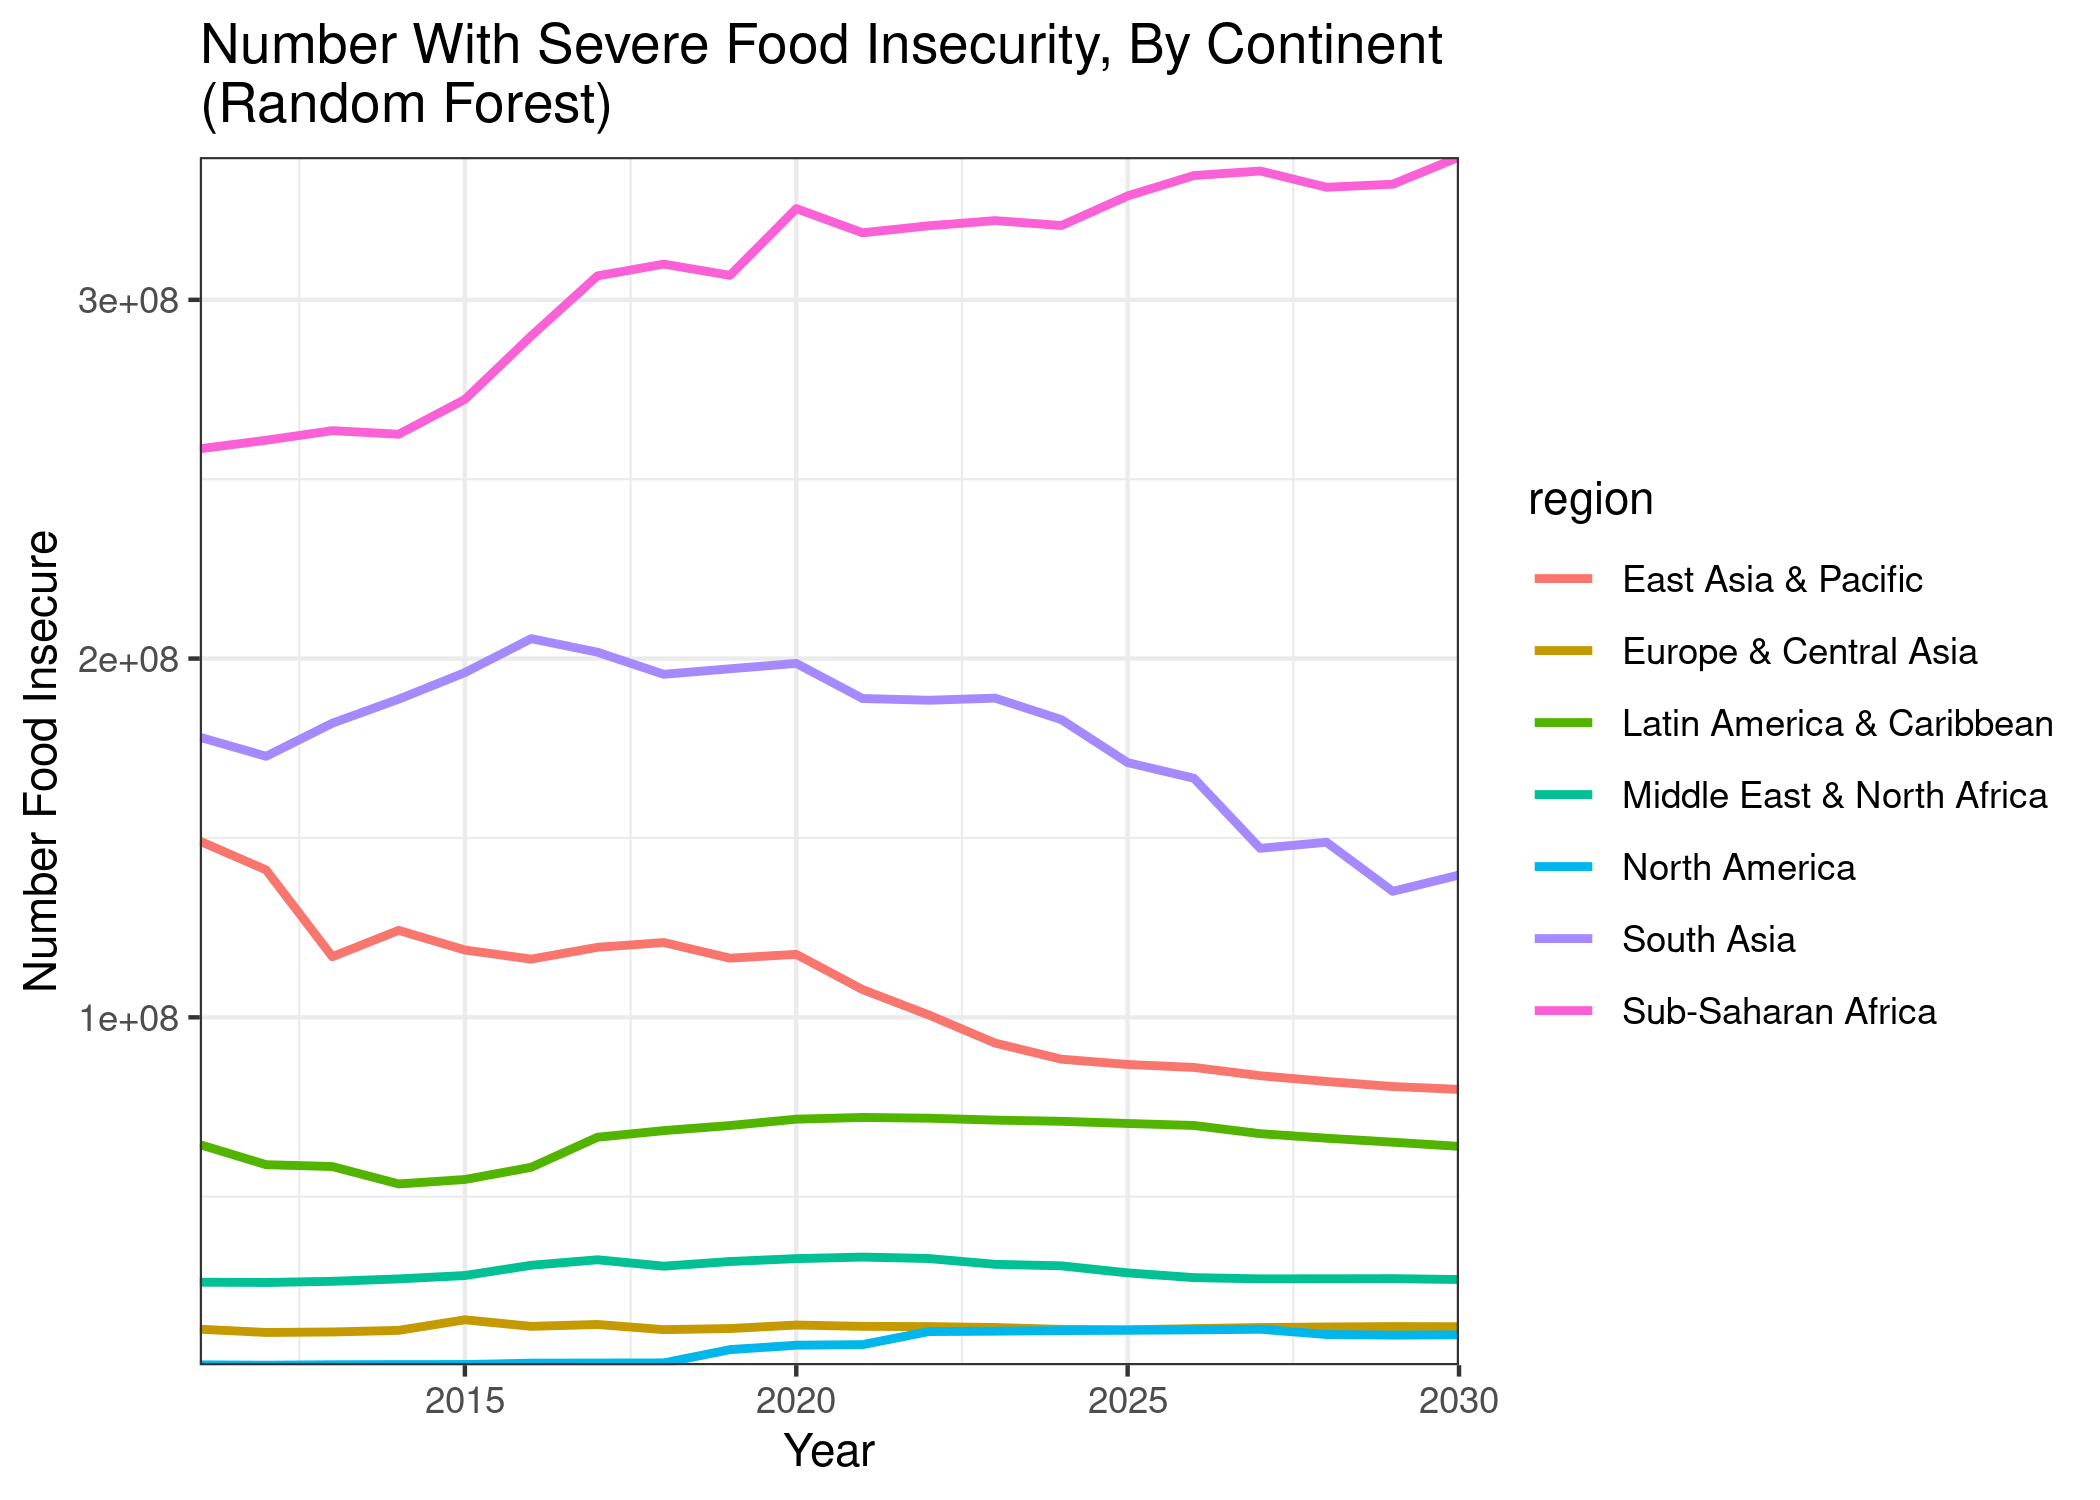 Number With Severe Food Insecurity, By Continent
(Random Forest)
Number Food Insecure
3e+08
2e+08
1e+08
2015
2020
2025
2030
Year
region
East Asia & Pacific
Europe & Central Asia
Latin America & Caribbean
Middle East & North Africa
North America
South Asia
Sub-Saharan Africa